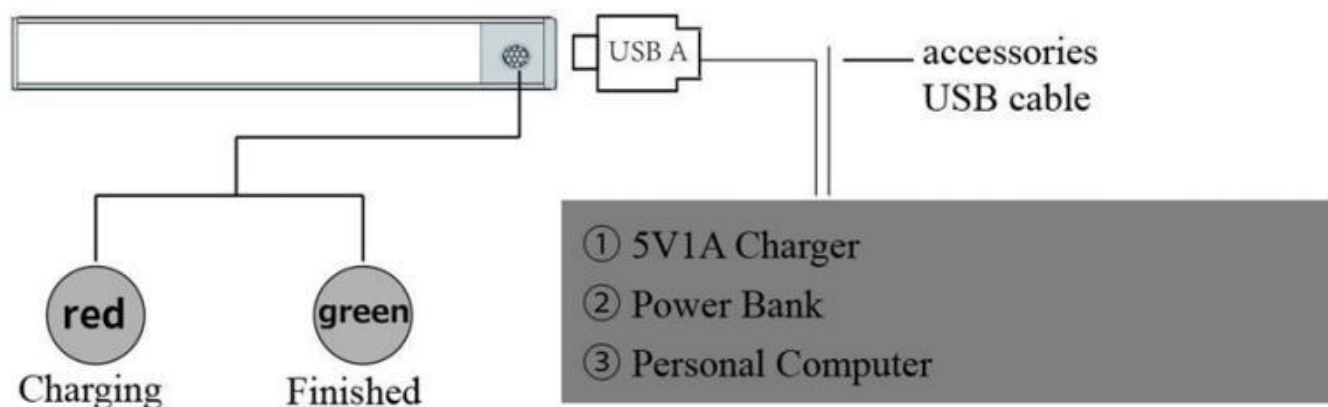 USB A
accessories
USB cable
① 5V1A Charger
② Power Bank
③ Personal Computer
red
green
Charging
Finished